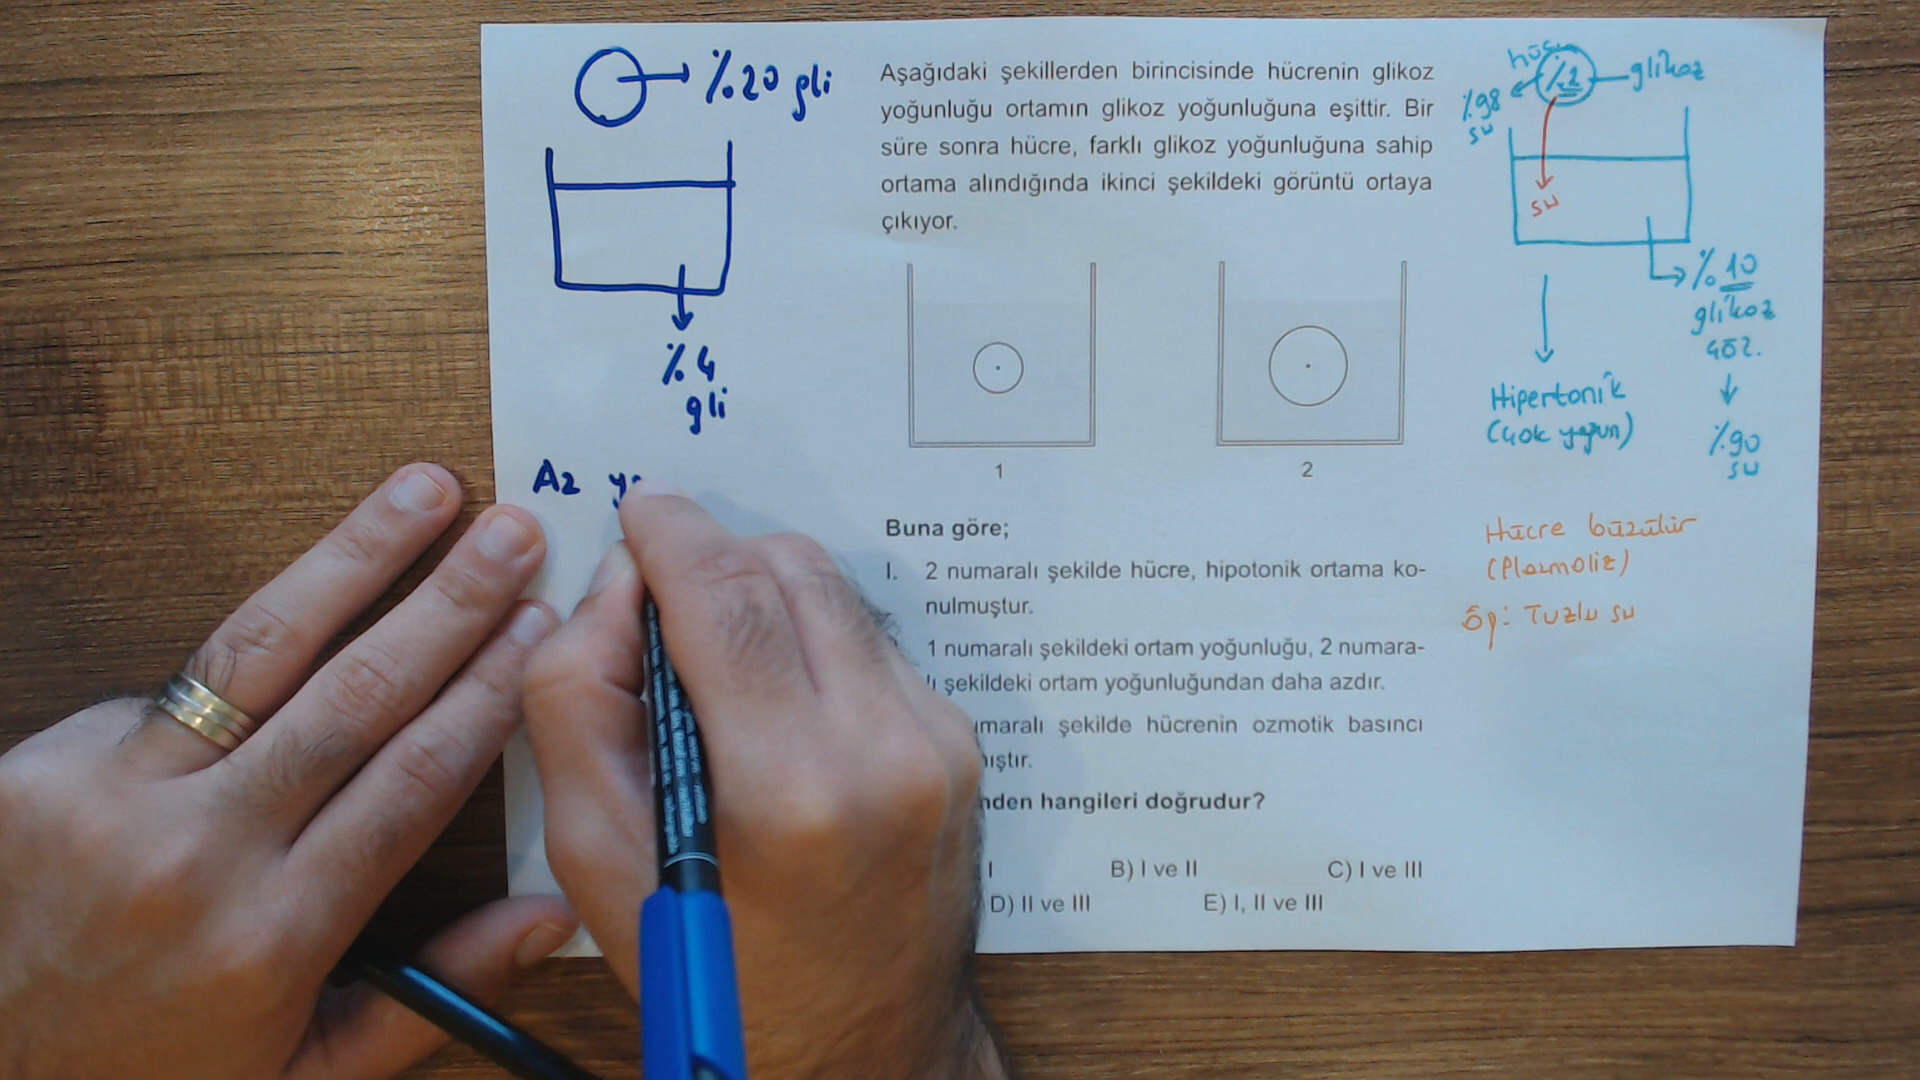 %20 gli
%4
gli
Az
Aşağıdaki şekillerden birincisinde hücrenin glikoz
yoğunluğu ortamın glikoz yoğunluğuna eşittir. Bir
süre sonra hücre, farklı glikoz yoğunluğuna sahip
ortama alındığında ikinci şekildeki görüntü ortaya
çıkıyor.
1
2
Buna göre;
I. 2 numaralı şekilde hücre, hipotonik ortama ko-
nulmuştur.
1 numaralı şekildeki ortam yoğunluğu, 2 numara-
lı şekildeki ortam yoğunluğundan daha azdır.
şekilde hücrenin ozmotik basıncı
hangileri doğrudur?
I
B) I ve II
C) I ve III
D) II ve III
E) I, II ve III
%2
glikoz
%98
su
su
%10
glikoz
çöz.
%90
su
Hipertonik
(çok yoğun)
Hücre büzülür
(Plazmoliz)
Ör: Tuzlu su